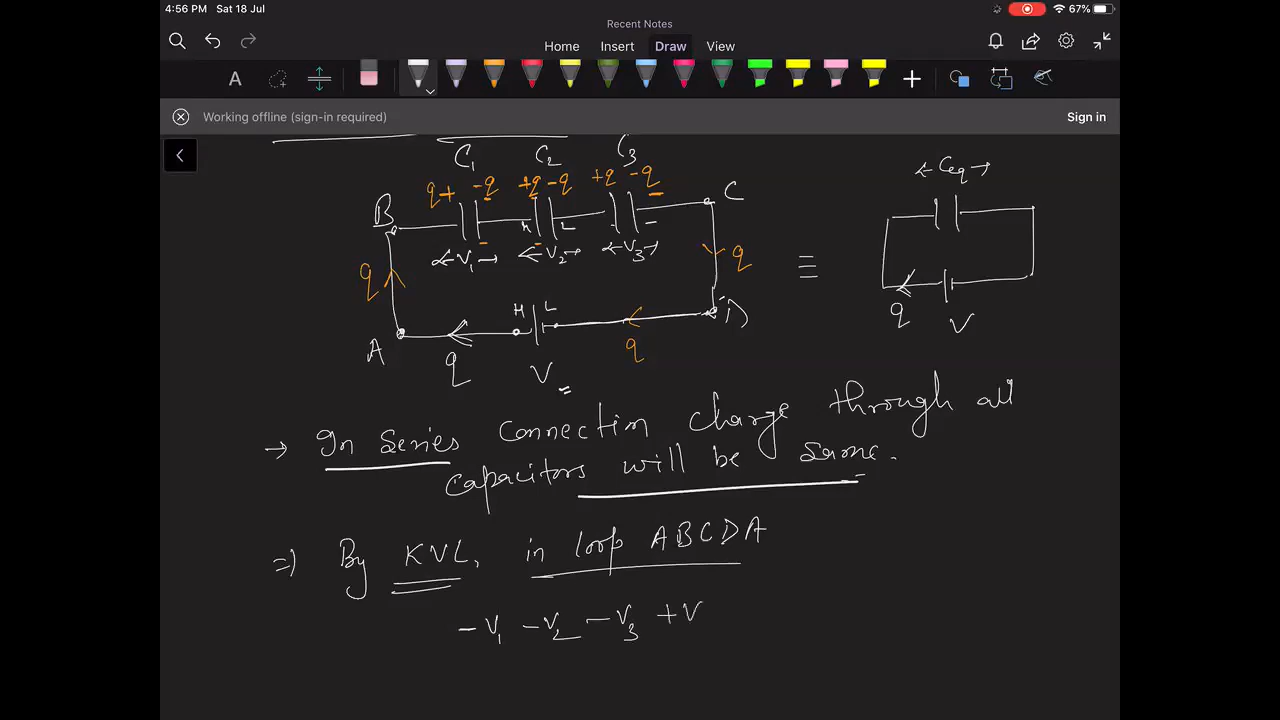 4:56 PM Sat 18 Jul
67%
Recent Notes
Home Insert Draw View
A
Working offline (sign-in required)
Sign in
C₁ C₂ C₃
q+ -q +q -q +q -q
B C
H L
V₁ V₂ V₃
q q
H L
A D
q q
V
≡
Ceq
q V
→ In series connection charge through all
capacitors will be same.
⇒ By KVL, in loop ABCDA
-V₁ -V₂ -V₃ +V